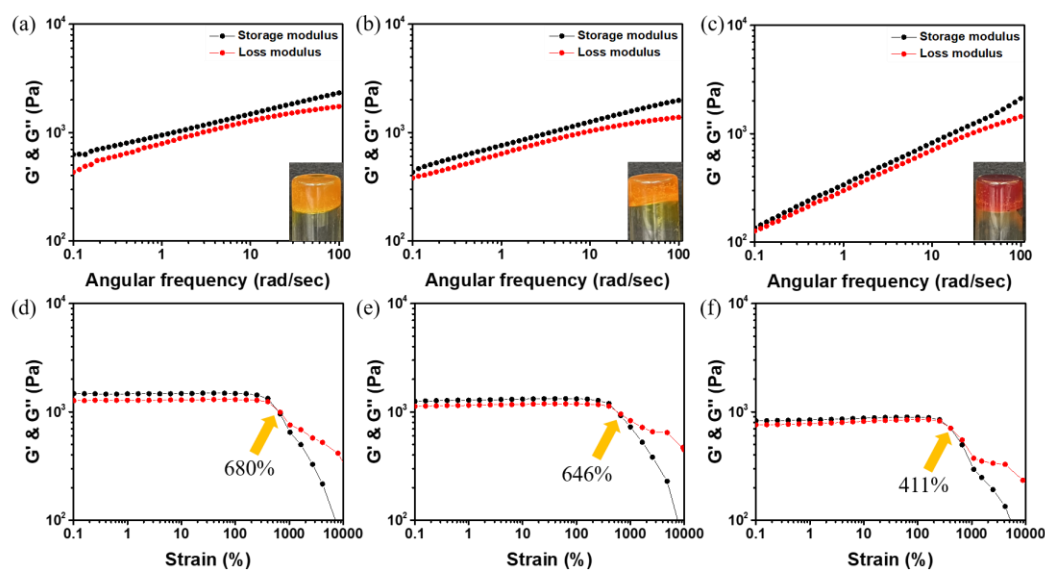 (a)
10⁴
10³
10²
G' & G'' (Pa)
Storage modulus
Loss modulus
0.1 1 10 100
Angular frequency (rad/sec)
(b)
10⁴
10³
10²
G' & G'' (Pa)
Storage modulus
Loss modulus
0.1 1 10 100
Angular frequency (rad/sec)
(c)
10⁴
10³
10²
G' & G'' (Pa)
Storage modulus
Loss modulus
0.1 1 10 100
Angular frequency (rad/sec)
(d)
10⁴
10³
10²
G' & G'' (Pa)
680%
0.1 1 10 100 1000 10000
Strain (%)
(e)
10⁴
10³
10²
G' & G'' (Pa)
646%
0.1 1 10 100 1000 10000
Strain (%)
(f)
10⁴
10³
10²
G' & G'' (Pa)
411%
0.1 1 10 100 1000 10000
Strain (%)